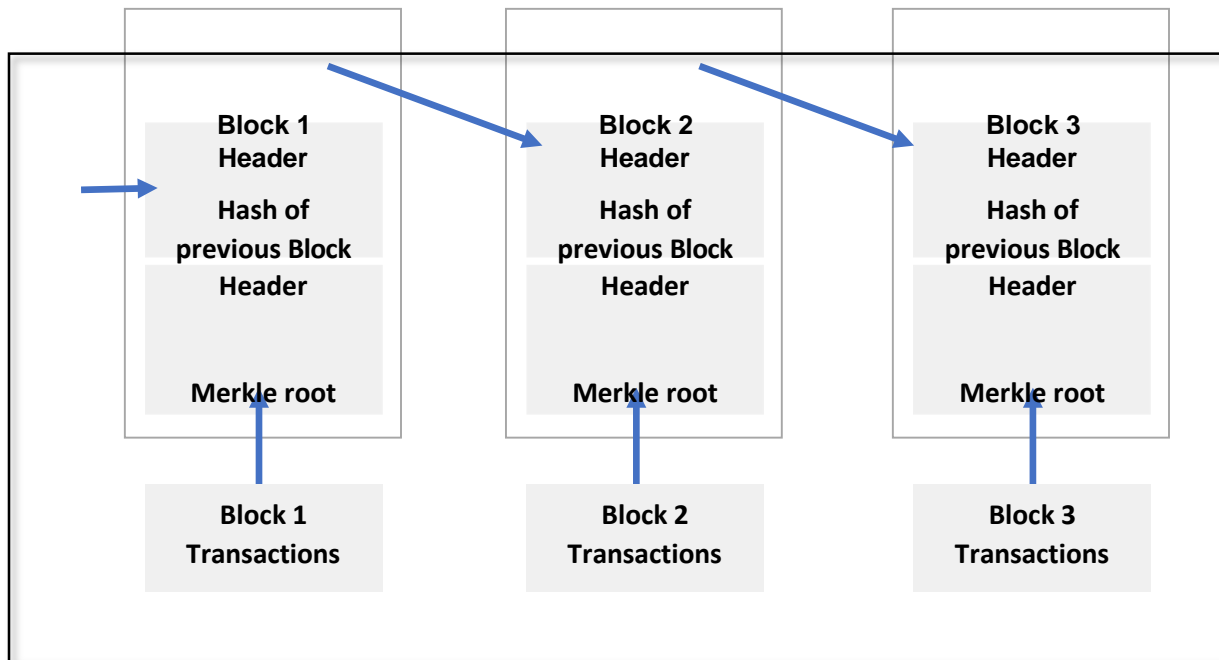 Block 1
Header
Hash of
previous Block
Header
Merkle root
Block 1
Transactions
Block 2
Header
Hash of
previous Block
Header
Merkle root
Block 2
Transactions
Block 3
Header
Hash of
previous Block
Header
Merkle root
Block 3
Transactions